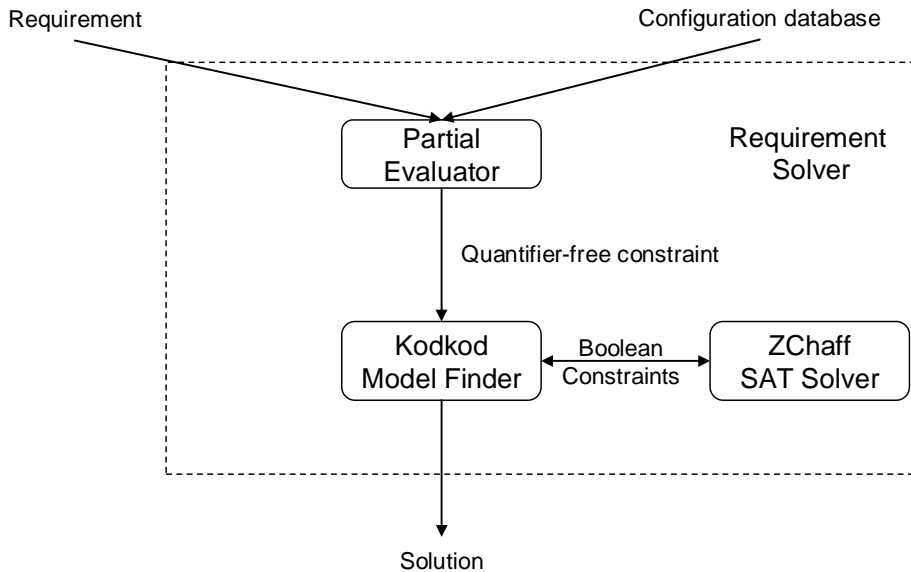 Requirement
Configuration database
Partial
Evaluator
Requirement
Solver
Quantifier-free constraint
Kodkod
Model Finder
Boolean
Constraints
ZChaff
SAT Solver
Solution